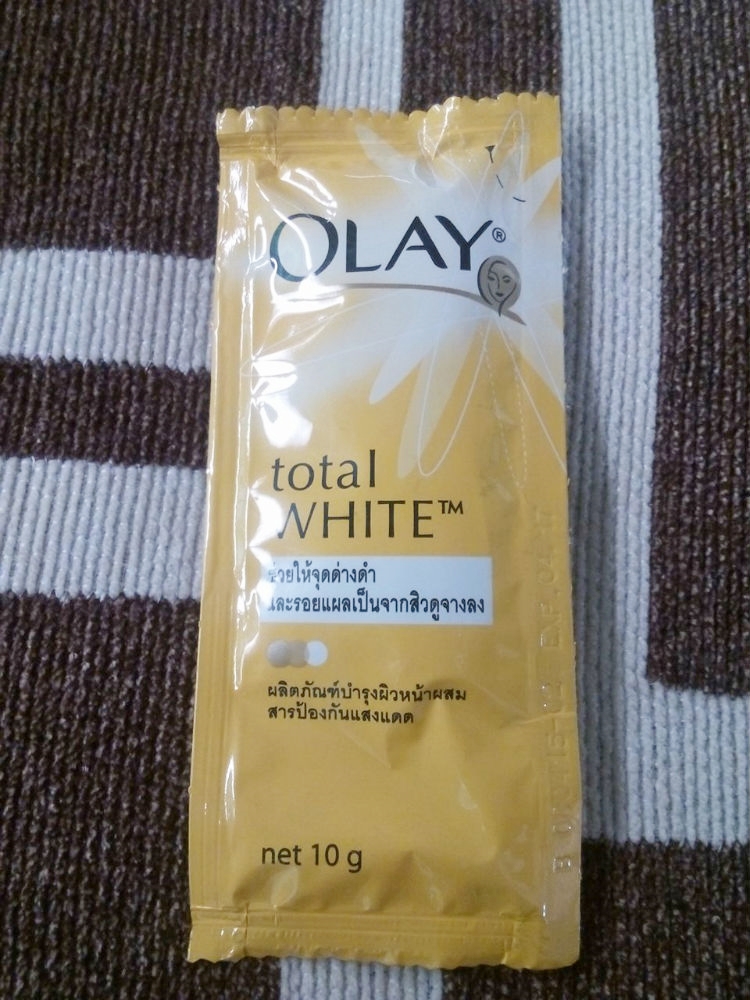 OLAY®
total
WHITE™
ช่วยให้จุดด่างดำ
และรอยแผลเป็นจากสิวดูจางลง
ผลิตภัณฑ์บำรุงผิวหน้าผสม
สารป้องกันแสงแดด
net 10 g
EXP.